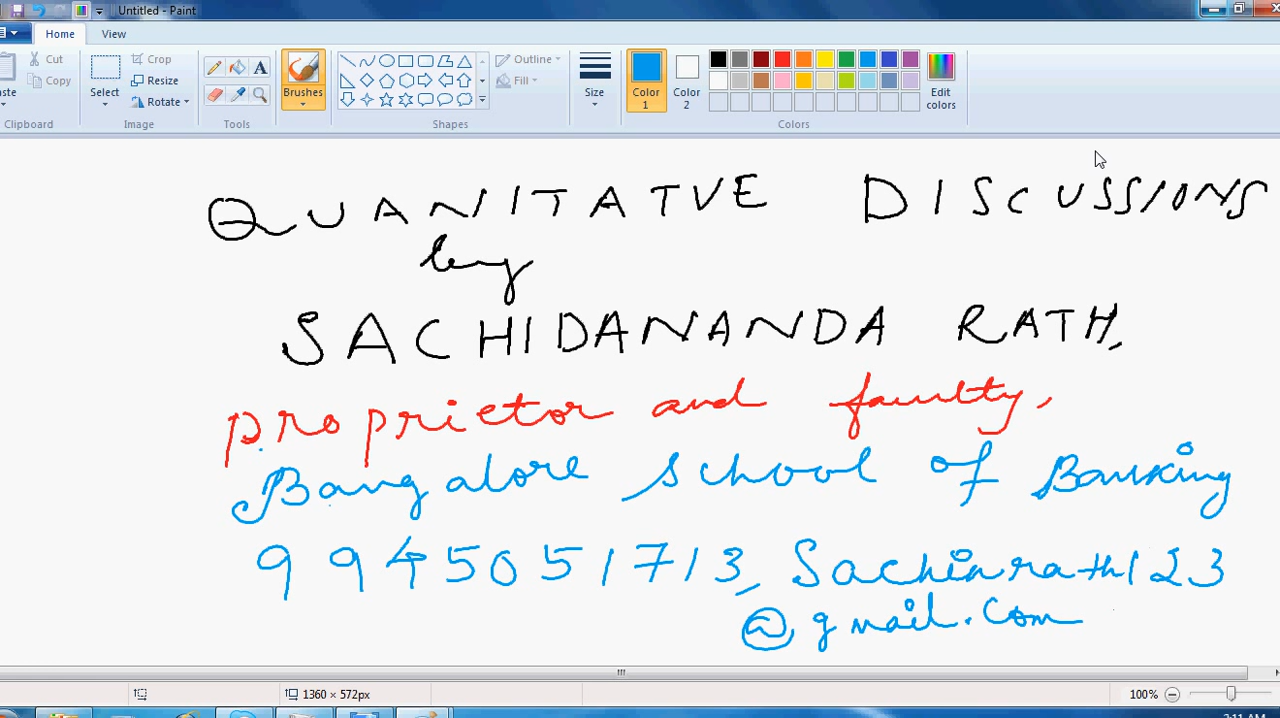 Untitled - Paint
Home View
Cut
Copy
Clipboard
Select
Crop
Resize
Rotate
Image
Tools
Brushes
Shapes
Outline
Fill
Size
Color 1
Color 2
Edit colors
Colors
QUANITATVE DISCUSSIONS
by
SACHIDANANDA RATH,
proprietor and faulty,
Bangalore school of Banking
9945051713, Sachinrath123
@gmail.com
1360 × 572px
100%